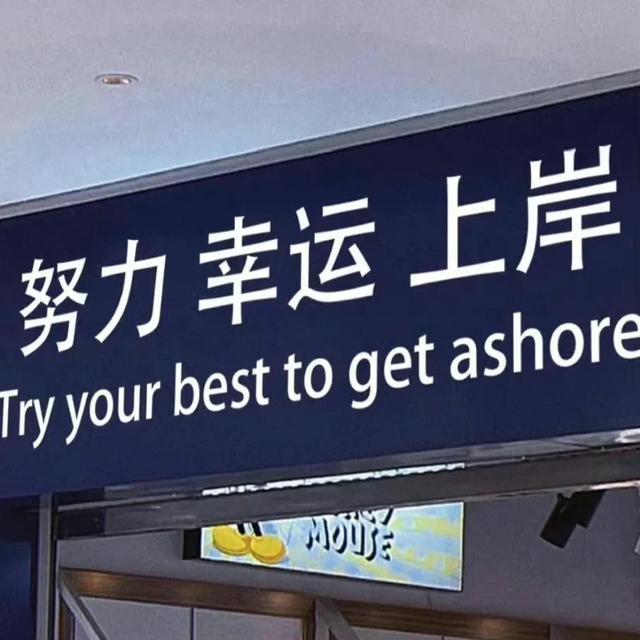 努力 幸运 上岸
Try your best to get ashore
MOUSE